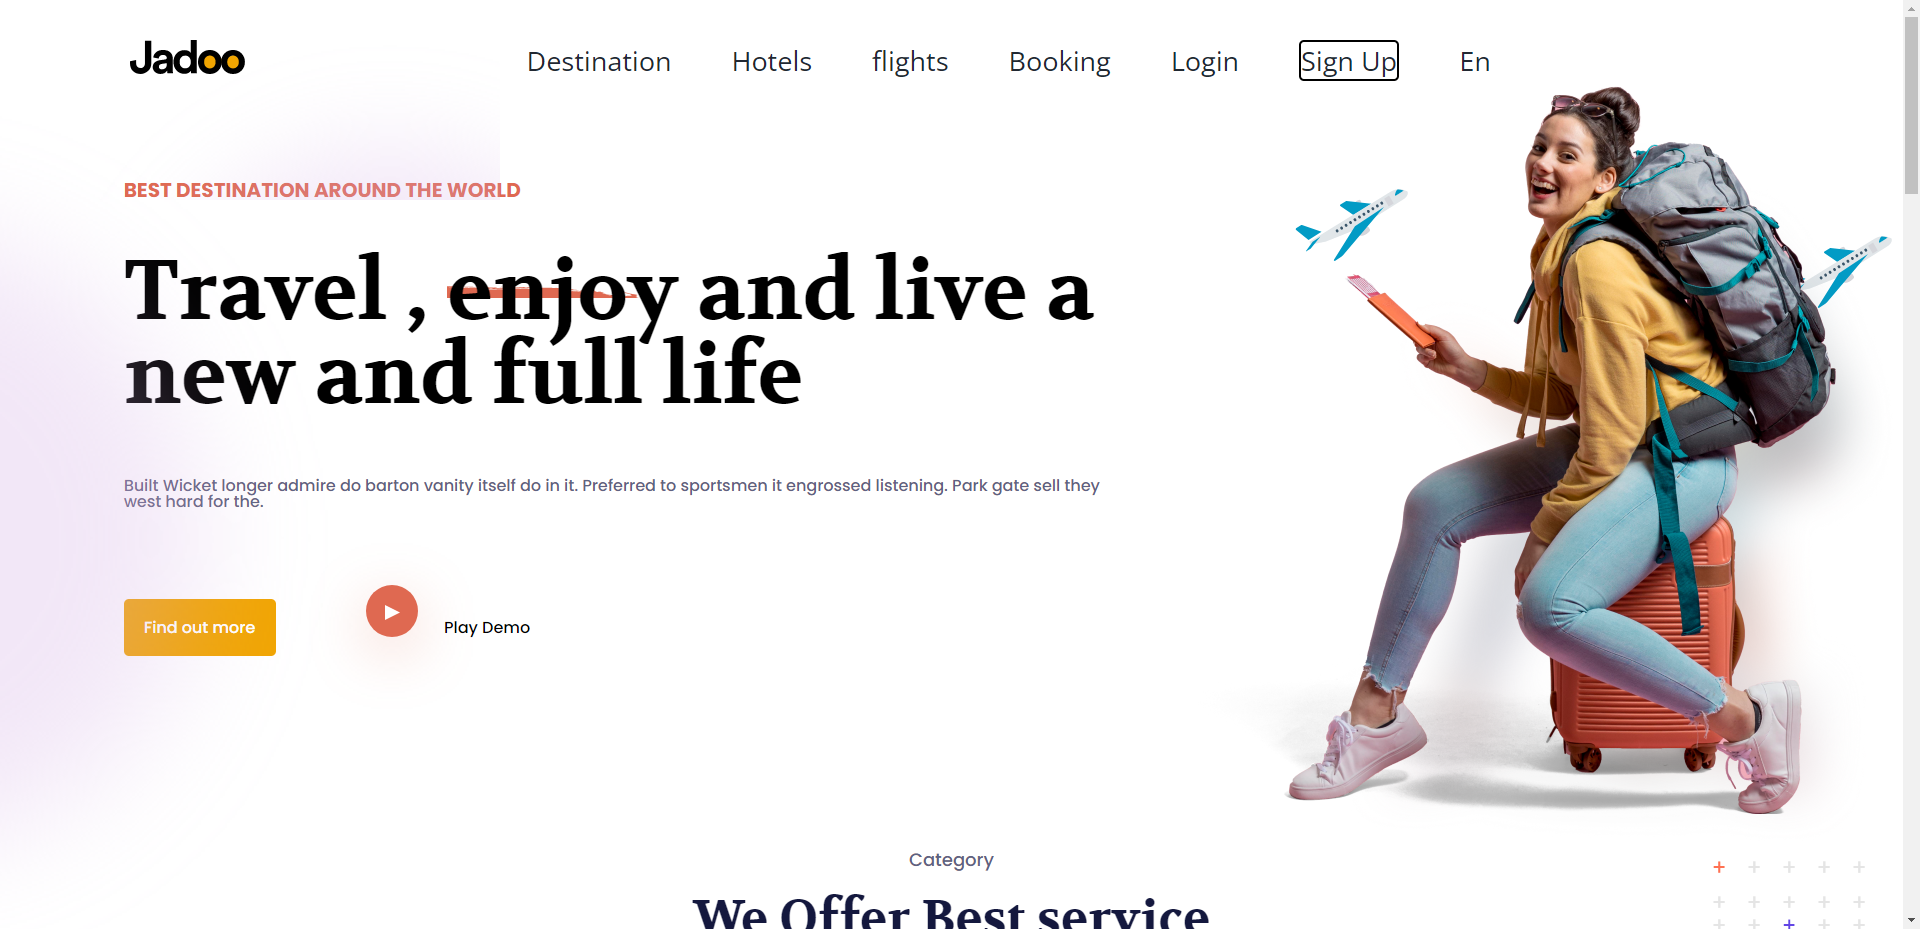 Jadoo
Destination
Hotels
flights
Booking
Login
Sign Up
En
BEST DESTINATION AROUND THE WORLD
Travel , enjoy and live a
new and full life
Built Wicket longer admire do barton vanity itself do in it. Preferred to sportsmen it engrossed listening. Park gate sell they
west hard for the.
Find out more
Play Demo
Category
We Offer Best service